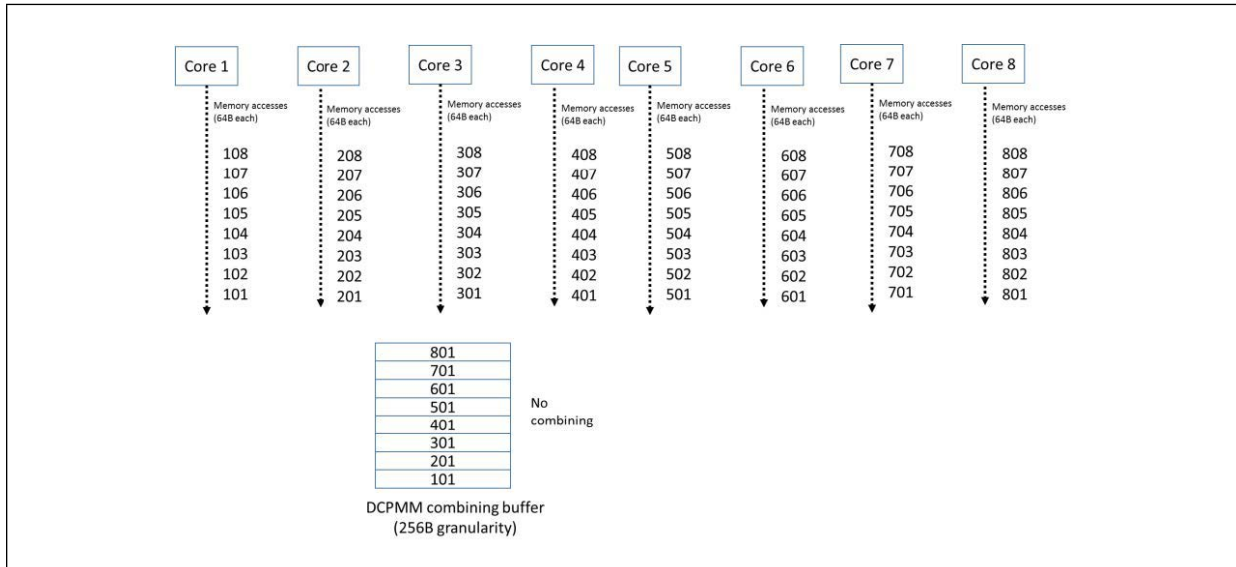 Core 1
Core 2
Core 3
Core 4
Core 5
Core 6
Core 7
Core 8
Memory accesses
(64B each)
Memory accesses
(64B each)
Memory accesses
(64B each)
Memory accesses
(64B each)
Memory accesses
(64B each)
Memory accesses
(64B each)
Memory accesses
(64B each)
Memory accesses
(64B each)
108
107
106
105
104
103
102
101
208
207
206
205
204
203
202
201
308
307
306
305
304
303
302
301
408
407
406
405
404
403
402
401
508
507
506
505
504
503
502
501
608
607
606
605
604
603
602
601
708
707
706
705
704
703
702
701
808
807
806
805
804
803
802
801
801
701
601
501
401
301
201
101
No
combining
DCPMM combining buffer
(256B granularity)